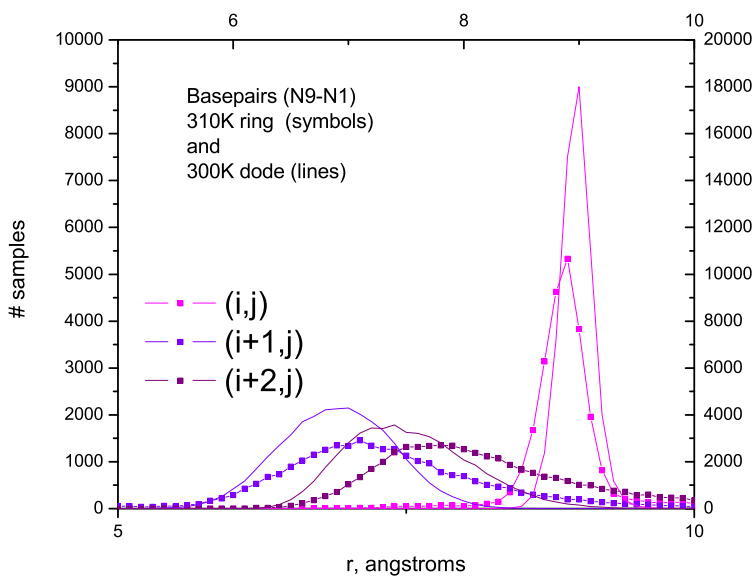 6 8 10
10000 20000
9000 18000
8000 16000
7000 14000
6000 12000
5000 10000
4000 8000
3000 6000
2000 4000
1000 2000
0 0
5 10
# samples
r, angstroms
Basepairs (N9-N1)
310K ring (symbols)
and
300K dode (lines)
(i,j)
(i+1,j)
(i+2,j)